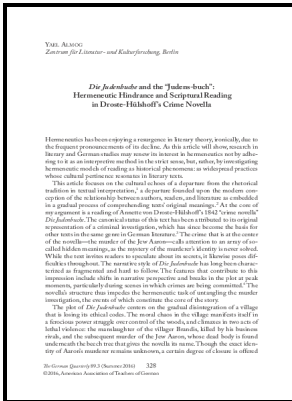 YAEL ALMOG
Zentrum für Literatur- und Kulturforschung, Berlin
Die Judenbuche and the "Judens-buch":
Hermeneutic Hindrance and Scriptural Reading
in Droste-Hülshoff's Crime Novella
Hermeneutics has been enjoying a resurgence in literary theory, ironically, due to
the frequent pronouncements of its decline. As this article will show, research in
literary and German studies may renew its interest in hermeneutics not by adher-
ing to it as an interpretive method in the strict sense, but, rather, by investigating
hermeneutic models of reading as historical phenomena: as widespread practices
whose cultural pertinence resonates in literary texts.
This article focuses on the cultural echoes of a departure from the rhetorical
tradition in textual interpretation,¹ a departure founded upon the modern con-
ception of the relationship between authors, readers, and literature as embedded
in a gradual process of comprehending texts' original meanings.² At the core of
my argument is a reading of Annette von Droste-Hülshoff's 1842 "crime novella"
Die Judenbuche. The canonical status of this text has been attributed to its original
representation of a criminal investigation, which has since become the basis for
other texts in the same genre in German literature.³ The crime that is at the center
of the novella—the murder of the Jew Aaron—calls attention to an array of so-
called hidden meanings, as the mystery of the murderer's identity is never solved.
While the text invites readers to speculate about its secrets, it likewise poses dif-
ficulties throughout. The narrative style of Die Judenbuche has long been charac-
terized as fragmented and hard to follow. The features that contribute to this
impression include shifts in narrative perspective and breaks in the plot at peak
moments, particularly during scenes in which crimes are being committed.⁴ The
novella's structure thus impedes the hermeneutic task of untangling the murder
investigation, the events of which constitute the core of the story.
The plot of Die Judenbuche centers on the gradual disintegration of a village
that is losing its ethical codes. The moral chaos in the village manifests itself in
a ferocious power struggle over control of the woods, and climaxes in two acts of
lethal violence: the manslaughter of the villager Brandis, killed by his business
rivals, and the subsequent murder of the Jew Aaron, whose dead body is found
underneath the beech tree that gives the novella its name. Though the exact iden-
tity of Aaron's murderer remains unknown, a certain degree of closure is offered
The German Quarterly 89.3 (Summer 2016) 328
©2016, American Association of Teachers of German